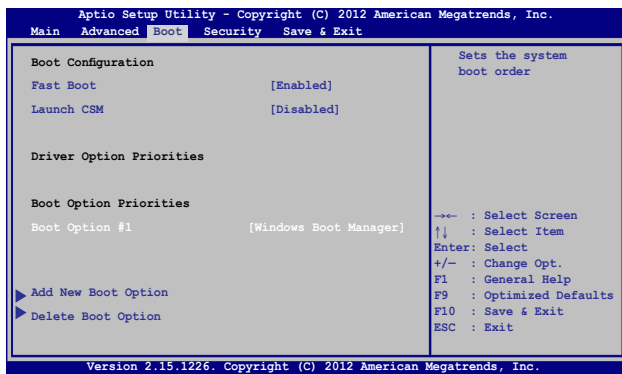 Aptio Setup Utility - Copyright (C) 2012 American Megatrends, Inc.
Main Advanced Boot Security Save & Exit
Boot Configuration
Fast Boot [Enabled]
Launch CSM [Disabled]
Driver Option Priorities
Boot Option Priorities
Boot Option #1 [Windows Boot Manager]
Add New Boot Option
Delete Boot Option
Sets the system
boot order
→← : Select Screen
↑↓ : Select Item
Enter: Select
+/— : Change Opt.
F1 : General Help
F9 : Optimized Defaults
F10 : Save & Exit
ESC : Exit
Version 2.15.1226. Copyright (C) 2012 American Megatrends, Inc.